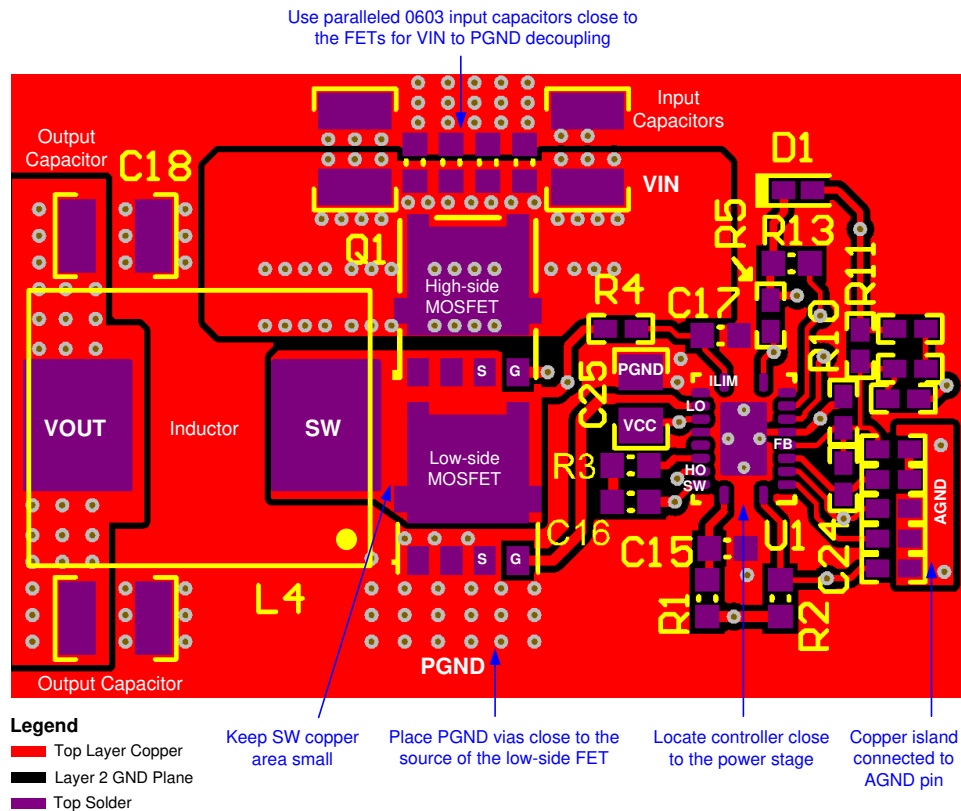 Use paralleled 0603 input capacitors close to
the FETs for VIN to PGND decoupling
Output
Capacitor
C18
Input
Capacitors
VIN
D1
R5
R13
Q1
High-side
MOSFET
R4
C17
R10
R11
S
G
C25
PGND
ILIM
LO
VCC
VOUT
Inductor
SW
Low-side
MOSFET
R3
HO
SW
FB
AGND
S
G
C16
C15
U1
C24
L4
R1
R2
PGND
Output Capacitor
Legend
Top Layer Copper
Layer 2 GND Plane
Top Solder
Keep SW copper
area small
Place PGND vias close to the
source of the low-side FET
Locate controller close
to the power stage
Copper island
connected to
AGND pin